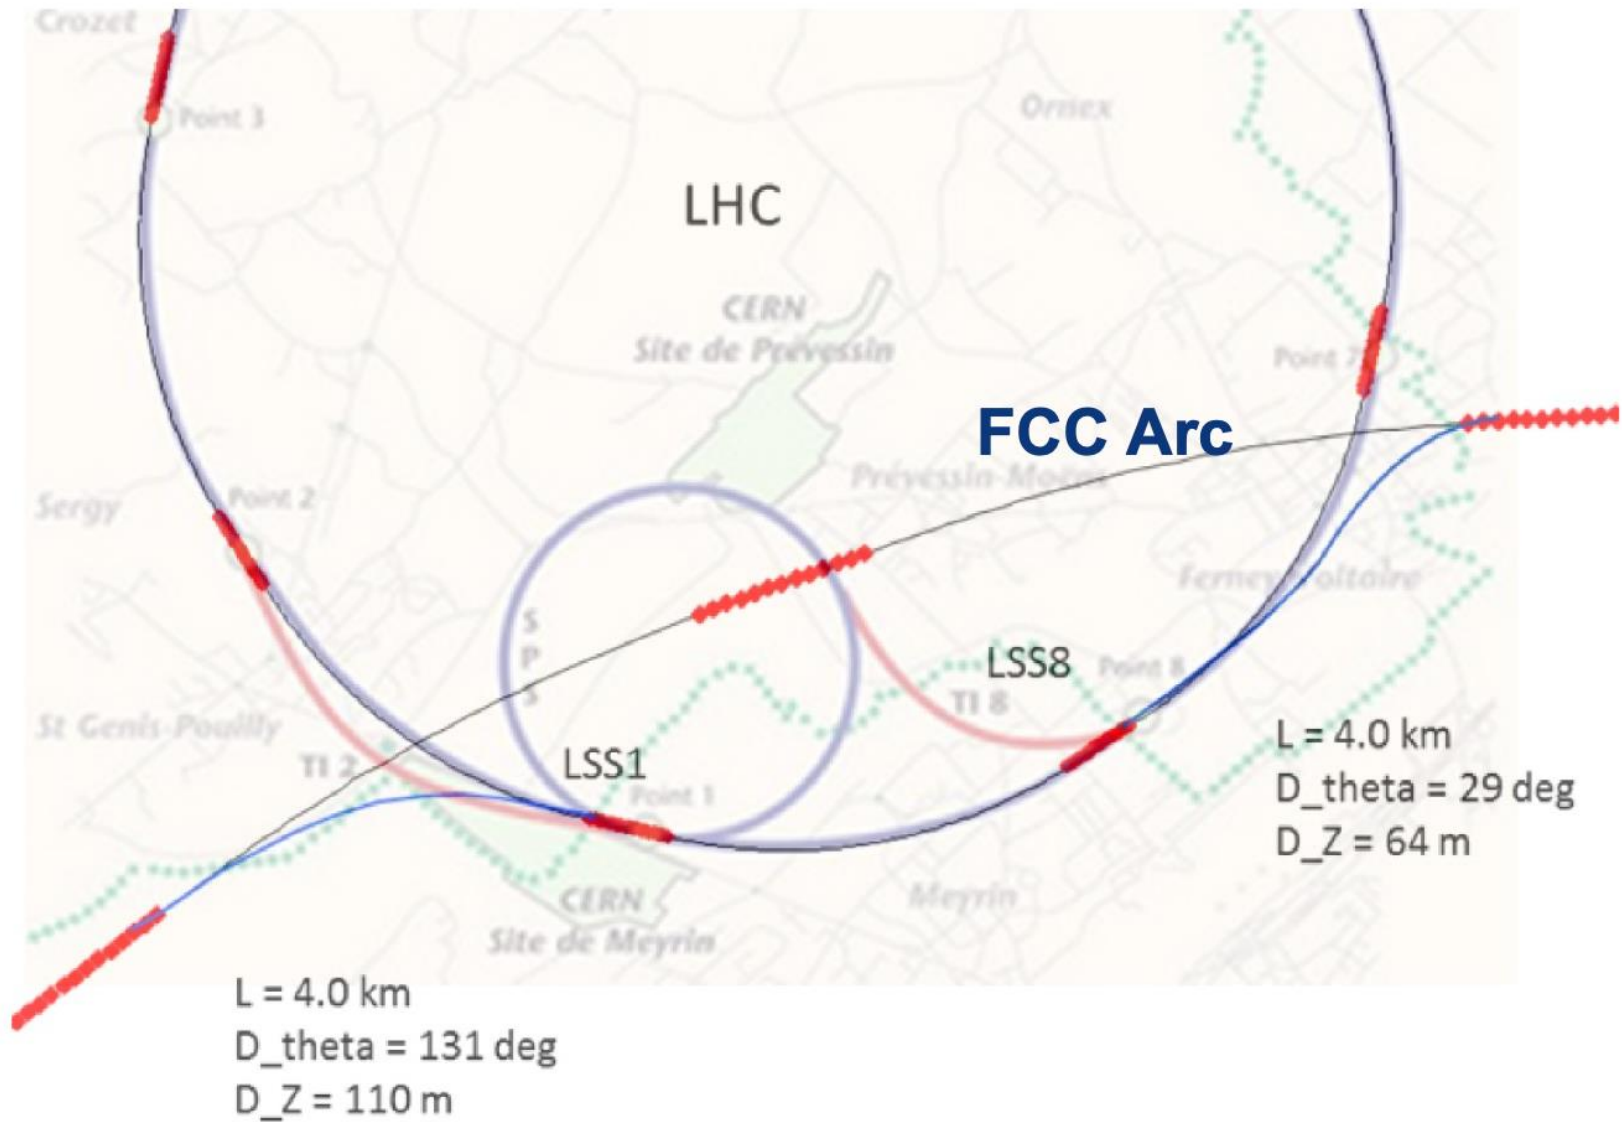 Crozet
Point 3
Ornex
LHC
CERN
Site de Prévessin
Point 7
FCC Arc
Prévessin-Moëns
Point 2
Sergy
Ferney-Voltaire
S
P
S
LSS8
Point 8
TI 8
St Genis-Pouilly
TI 2
LSS1
Point 1
L = 4.0 km
D_theta = 29 deg
D_Z = 64 m
CERN
Site de Meyrin
Meyrin
L = 4.0 km
D_theta = 131 deg
D_Z = 110 m